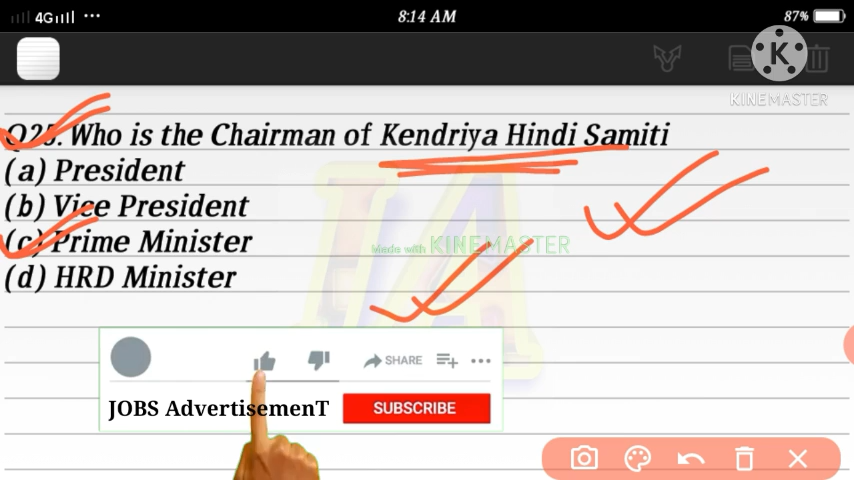 4G
8:14 AM
87%
K
KINEMASTER
Q25. Who is the Chairman of Kendriya Hindi Samiti
(a) President
(b) Vice President
(c) Prime Minister
(d) HRD Minister
Made with KINEMASTER
SHARE
JOBS AdvertisemenT
SUBSCRIBE